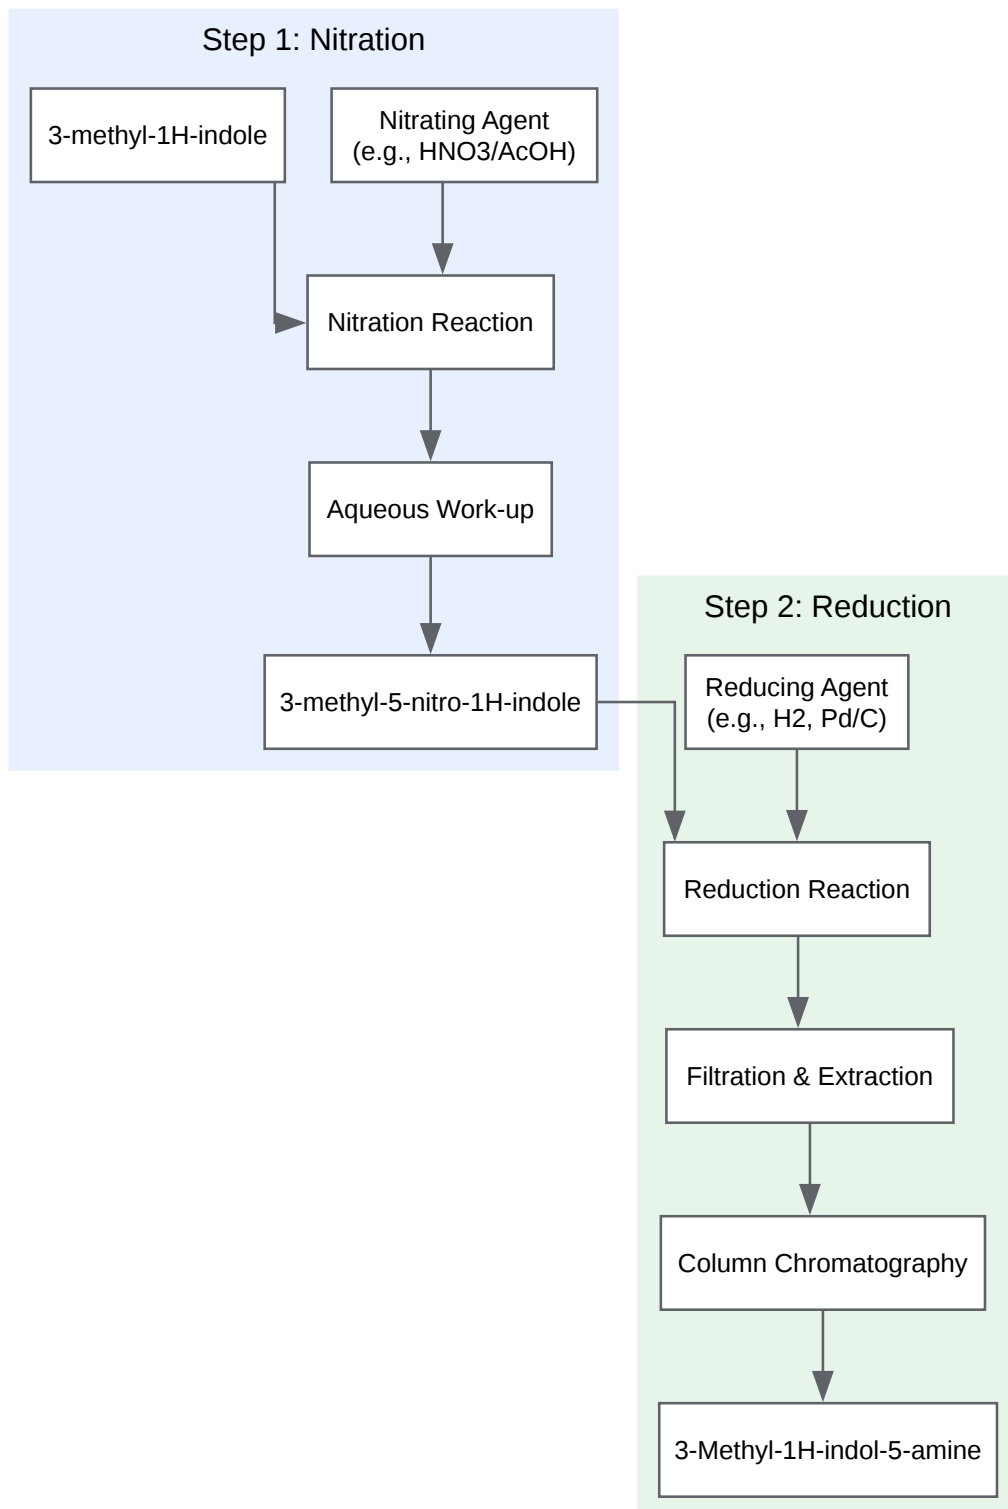 Step 1: Nitration
3-methyl-1H-indole
Nitrating Agent
(e.g., HNO3/AcOH)
Nitration Reaction
Aqueous Work-up
3-methyl-5-nitro-1H-indole
Step 2: Reduction
Reducing Agent
(e.g., H2, Pd/C)
Reduction Reaction
Filtration & Extraction
Column Chromatography
3-Methyl-1H-indol-5-amine